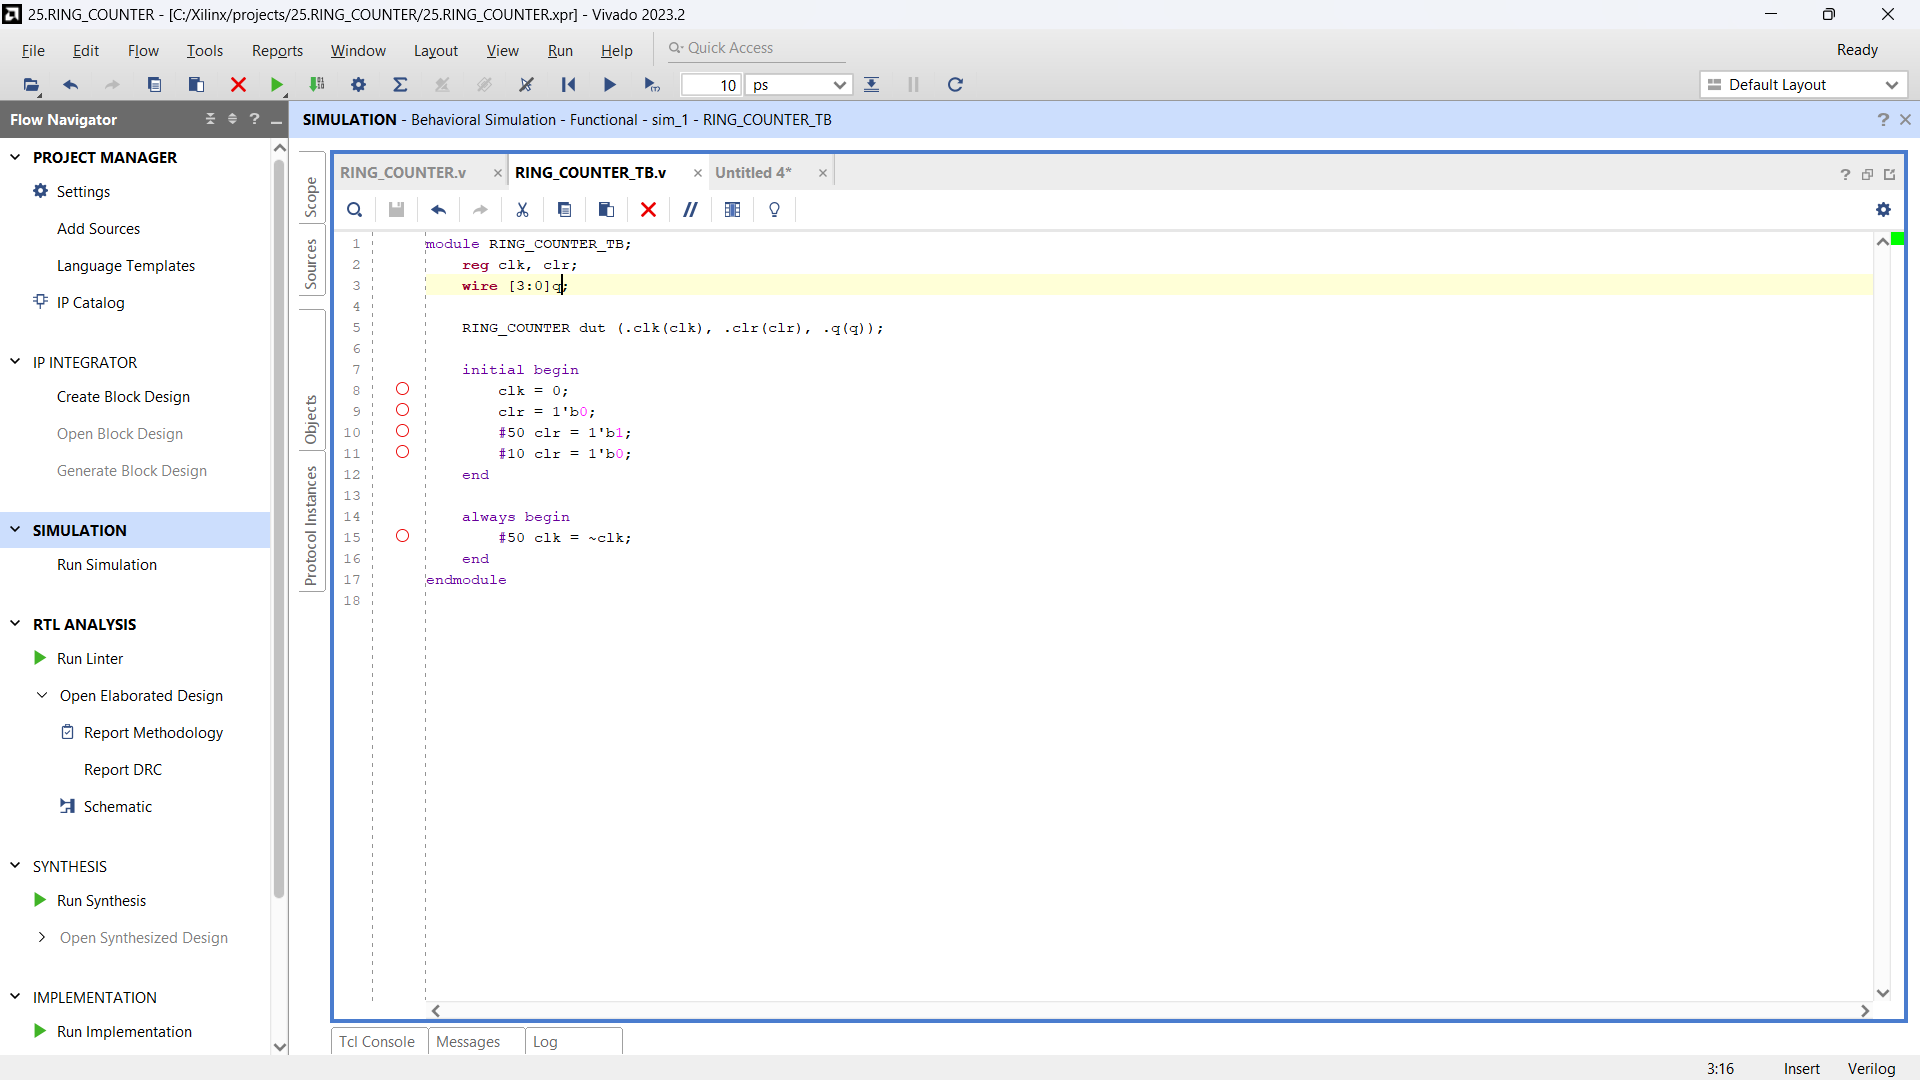 25.RING_COUNTER - [C:/Xilinx/projects/25.RING_COUNTER/25.RING_COUNTER.xpr] - Vivado 2023.2
File Edit Flow Tools Reports Window Layout View Run Help Quick Access Ready
10 ps Default Layout
Flow Navigator
SIMULATION - Behavioral Simulation - Functional - sim_1 - RING_COUNTER_TB
PROJECT MANAGER
Settings
Add Sources
Language Templates
IP Catalog
IP INTEGRATOR
Create Block Design
Open Block Design
Generate Block Design
SIMULATION
Run Simulation
RTL ANALYSIS
Run Linter
Open Elaborated Design
Report Methodology
Report DRC
Schematic
SYNTHESIS
Run Synthesis
Open Synthesized Design
IMPLEMENTATION
Run Implementation
Scope
Sources
Objects
Protocol Instances
RING_COUNTER.v RING_COUNTER_TB.v Untitled 4*
1 module RING_COUNTER_TB;
2 reg clk, clr;
3 wire [3:0]q;
4
5 RING_COUNTER dut (.clk(clk), .clr(clr), .q(q));
6
7 initial begin
8 clk = 0;
9 clr = 1'b0;
10 #50 clr = 1'b1;
11 #10 clr = 1'b0;
12 end
13
14 always begin
15 #50 clk = ~clk;
16 end
17 endmodule
18
Tcl Console Messages Log
3:16 Insert Verilog